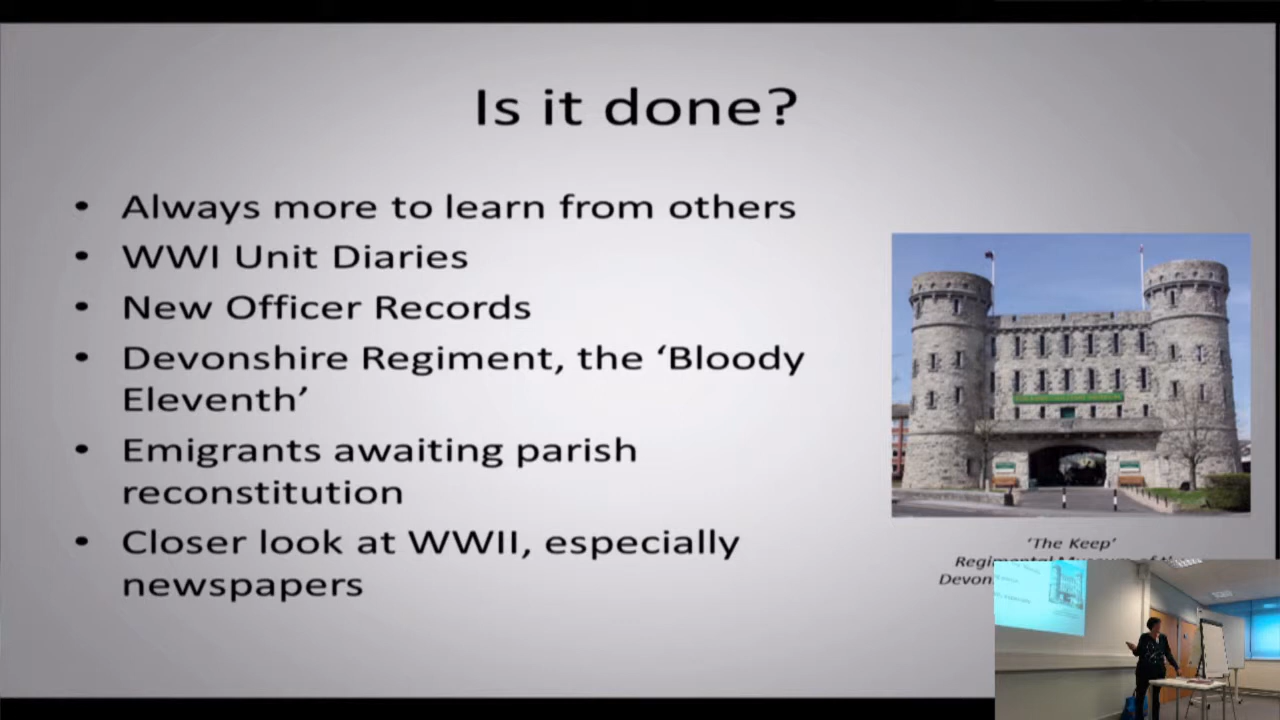 Is it done?
• Always more to learn from others
• WWI Unit Diaries
• New Officer Records
• Devonshire Regiment, the ‘Bloody
Eleventh’
• Emigrants awaiting parish
reconstitution
• Closer look at WWII, especially
newspapers
‘The Keep’